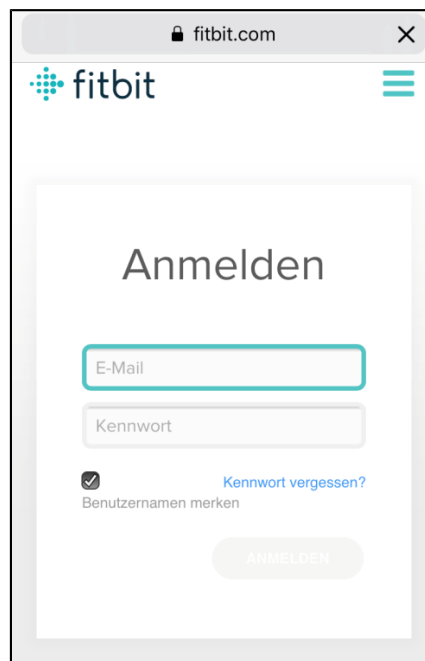 fitbit.com
fitbit
Anmelden
E-Mail
Kennwort
Kennwort vergessen?
Benutzernamen merken
ANMELDEN